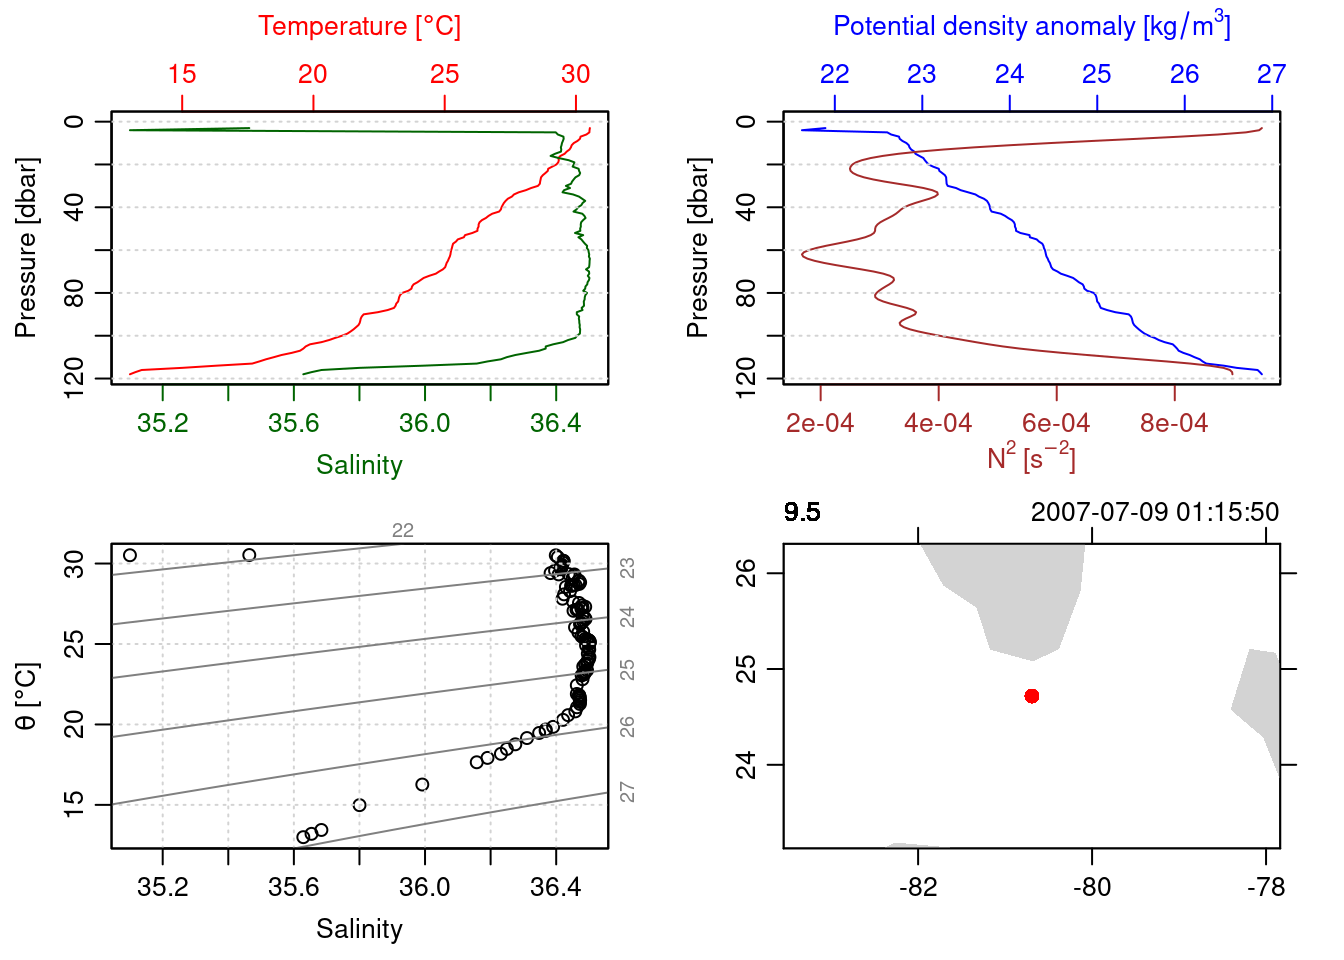 Temperature [°C]
15 20 25 30
Pressure [dbar]
0 40 80 120
35.2 35.6 36.0 36.4
Salinity
Potential density anomaly [kg/m³]
22 23 24 25 26 27
Pressure [dbar]
0 40 80 120
2e-04 4e-04 6e-04 8e-04
N² [s⁻²]
22
23
24
25
26
27
θ [°C]
30 25 20 15
35.2 35.6 36.0 36.4
Salinity
9.5 2007-07-09 01:15:50
26
25
24
-82 -80 -78